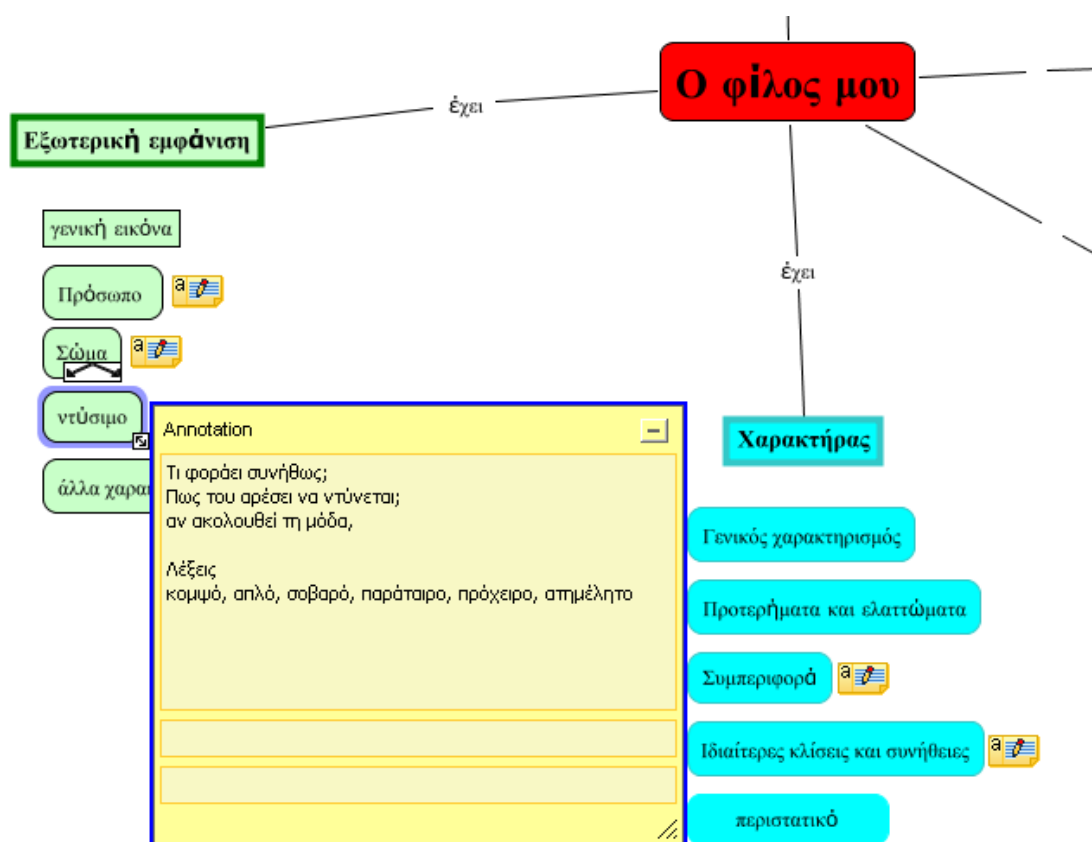 Ο φίλος μου
έχει
Εξωτερική εμφάνιση
γενική εικόνα
Πρόσωπο
a
Σώμα
a
ντύσιμο
άλλα
Annotation
Τι φοράει συνήθως;
Πως του αρέσει να ντύνεται;
αν ακολουθεί τη μόδα,
Λέξεις
κομψό, απλό, σοβαρό, παράταιρο, πρόχειρο, ατημέλητο
έχει
Χαρακτήρας
Γενικός χαρακτηρισμός
Προτερήματα και ελαττώματα
Συμπεριφορά
a
Ιδιαίτερες κλίσεις και συνήθειες
a
περιστατικό